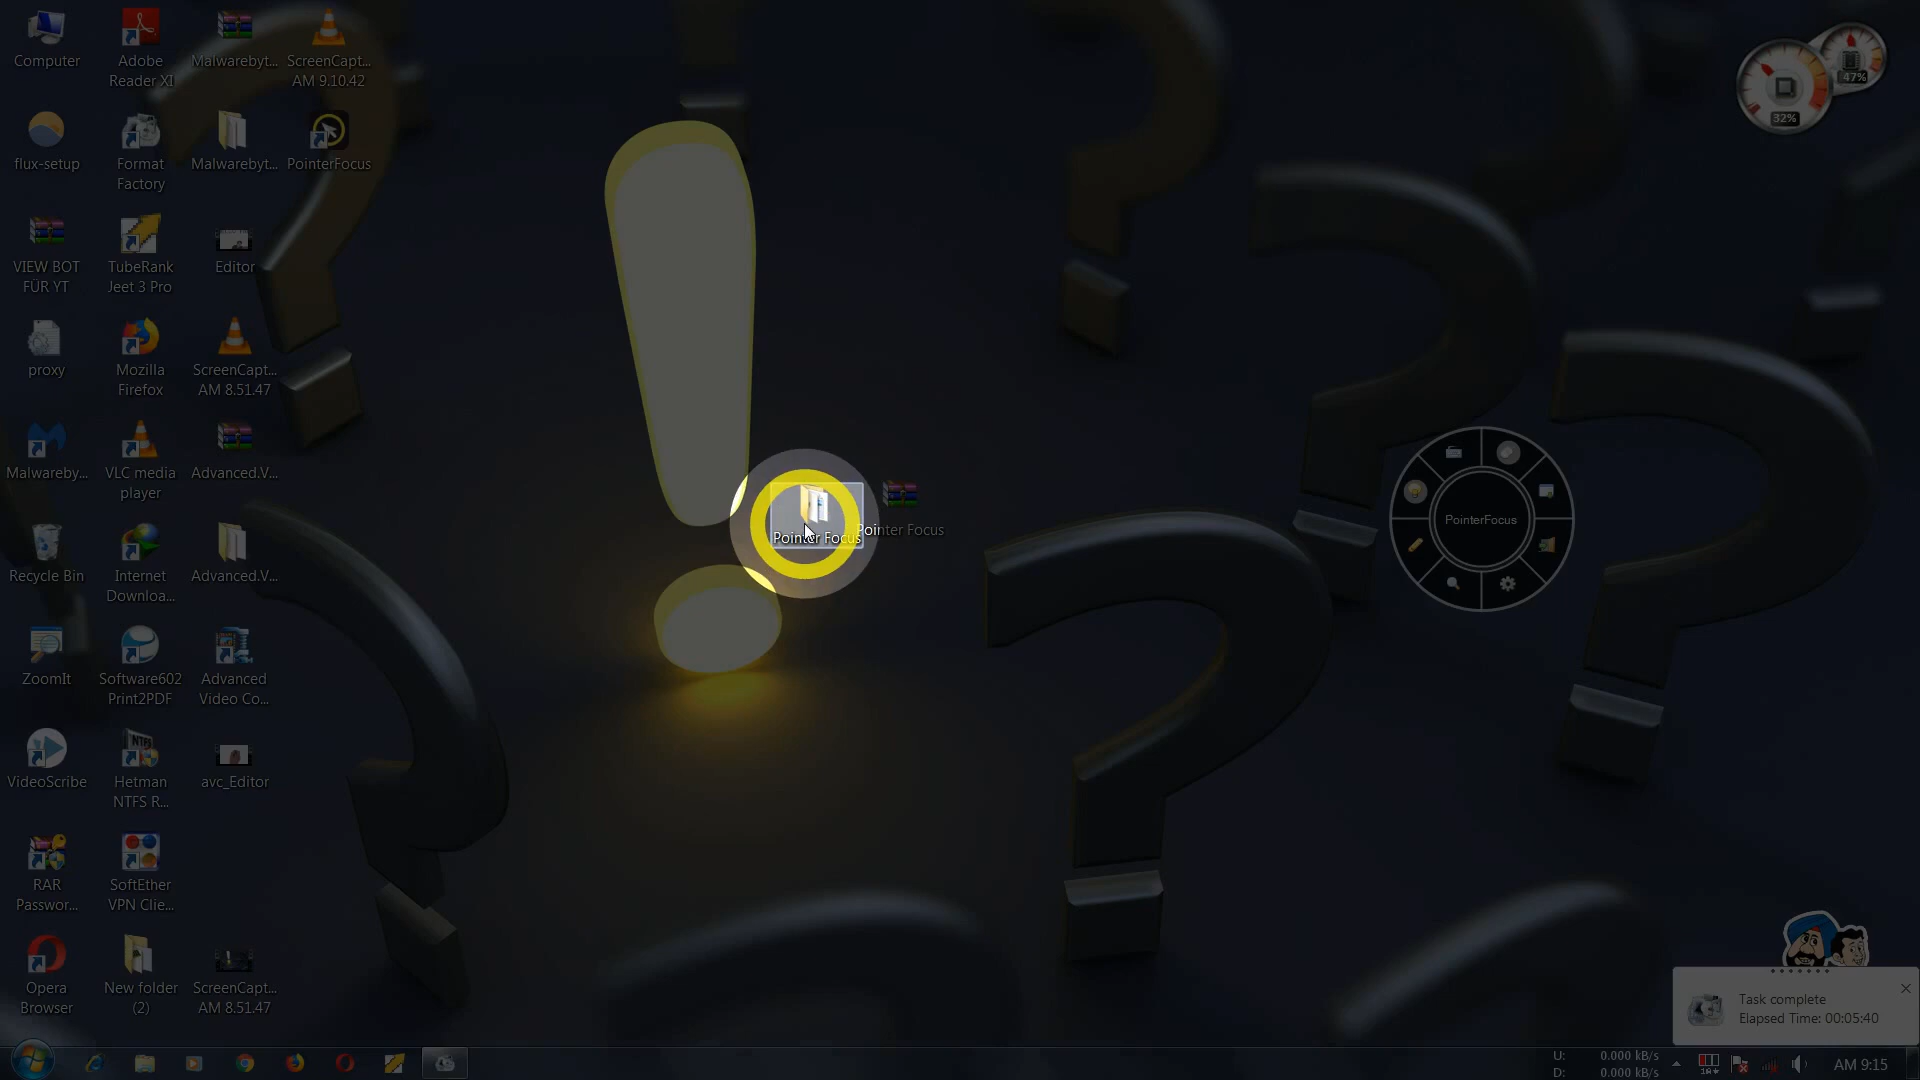 Computer
Adobe
Reader XI
Malwarebyt...
ScreenCapt...
AM 9.10.42
flux-setup
Format
Factory
Malwarebyt...
PointerFocus
VIEW BOT
FÜR YT
TubeRank
Jeet 3 Pro
Editor
proxy
Mozilla
Firefox
ScreenCapt...
AM 8.51.47
Malwareby...
VLC media
player
Advanced.V...
Recycle Bin
Internet
Downloa...
Advanced.V...
ZoomIt
Software602
Print2PDF
Advanced
Video Co...
VideoScribe
Hetman
NTFS R...
avc_Editor
RAR
Passwor...
SoftEther
VPN Clie...
Opera
Browser
New folder
(2)
ScreenCapt...
AM 8.51.47
Pointer Focus
Pointer Focus
PointerFocus
47%
32%
Task complete
Elapsed Time: 00:05:40
U: 0.000 kB/s
D: 0.000 kB/s
AM 9:15